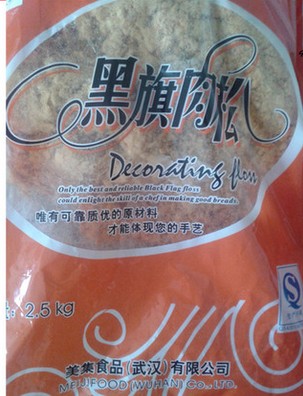 黑旗肉松
Decorating floss
Only the best and reliable Black Flag floss
could enlight the skill of a chef in making good breads.
唯有可靠质优的原材料
才能体现您的手艺
2.5 kg
美集食品(武汉)有限公司
MEIJIFOOD (WUHAN) Co.,LTD.